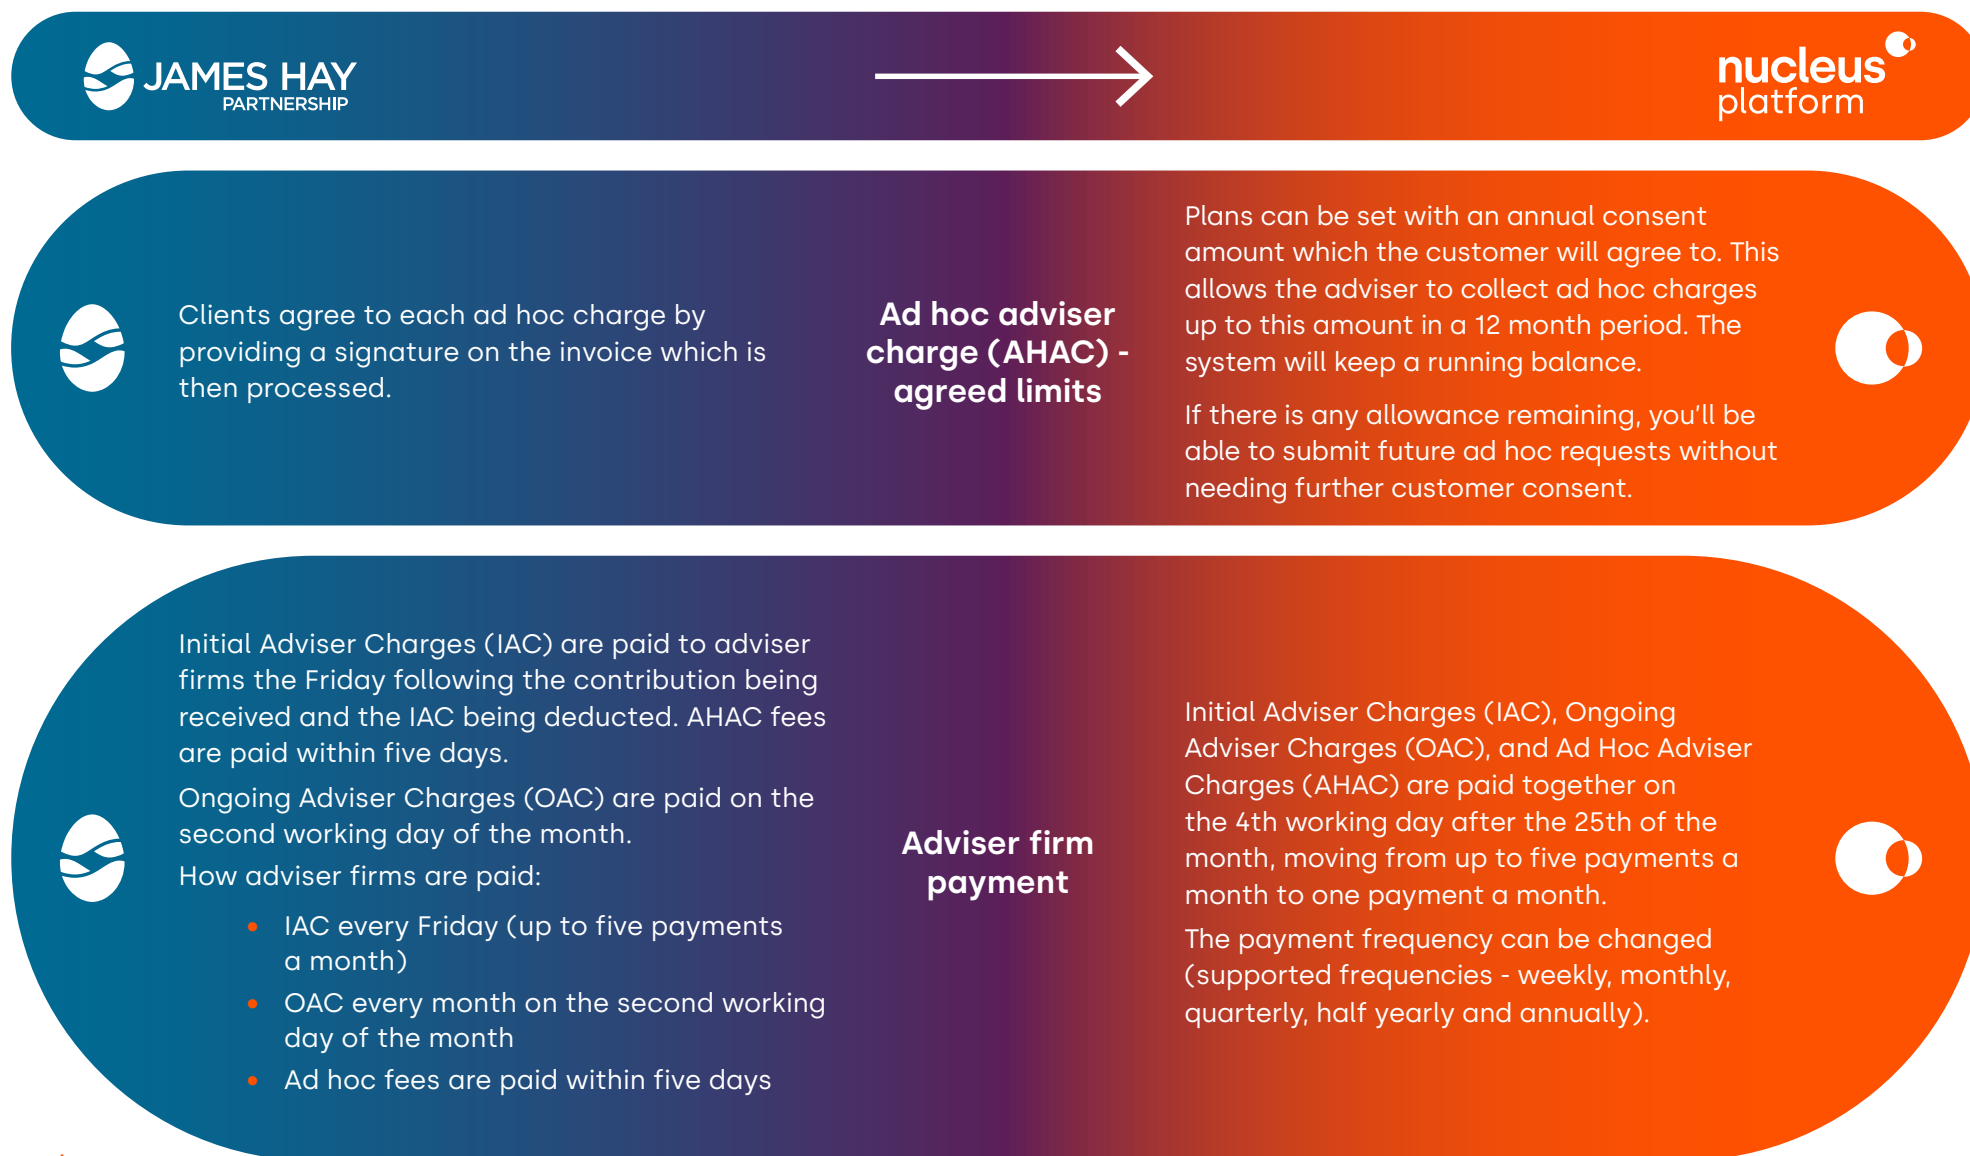 JAMES HAY
PARTNERSHIP
nucleus
platform
Clients agree to each ad hoc charge by
providing a signature on the invoice which is
then processed.
Ad hoc adviser
charge (AHAC) -
agreed limits
Plans can be set with an annual consent
amount which the customer will agree to. This
allows the adviser to collect ad hoc charges
up to this amount in a 12 month period. The
system will keep a running balance.
If there is any allowance remaining, you'll be
able to submit future ad hoc requests without
needing further customer consent.
Initial Adviser Charges (IAC) are paid to adviser
firms the Friday following the contribution being
received and the IAC being deducted. AHAC fees
are paid within five days.
Ongoing Adviser Charges (OAC) are paid on the
second working day of the month.
How adviser firms are paid:
• IAC every Friday (up to five payments
a month)
• OAC every month on the second working
day of the month
• Ad hoc fees are paid within five days
Adviser firm
payment
Initial Adviser Charges (IAC), Ongoing
Adviser Charges (OAC), and Ad Hoc Adviser
Charges (AHAC) are paid together on
the 4th working day after the 25th of the
month, moving from up to five payments a
month to one payment a month.
The payment frequency can be changed
(supported frequencies - weekly, monthly,
quarterly, half yearly and annually).